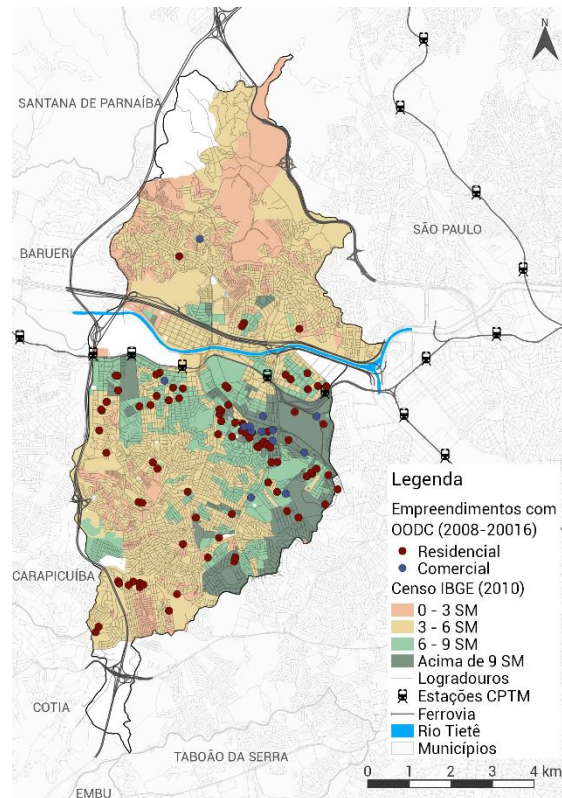 N
SANTANA DE PARNAÍBA
SÃO PAULO
BARUERI
CARAPICUÍBA
COTIA
TABOÃO DA SERRA
EMBU
Legenda
Empreendimentos com
OODC (2008-20016)
Residencial
Comercial
Censo IBGE (2010)
0 - 3 SM
3 - 6 SM
6 - 9 SM
Acima de 9 SM
Logradouros
Estações CPTM
Ferrovia
Rio Tietê
Municípios
0 1 2 3 4 km